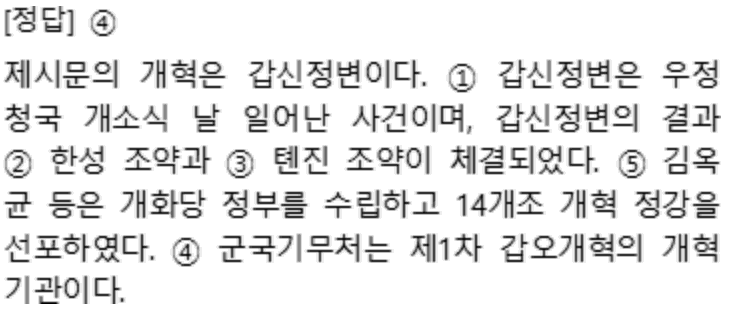 [정답] ④
제시문의 개혁은 갑신정변이다. ① 갑신정변은 우정
청국 개소식 날 일어난 사건이며, 갑신정변의 결과
② 한성 조약과 ③ 톈진 조약이 체결되었다. ⑤ 김옥
균 등은 개화당 정부를 수립하고 14개조 개혁 정강을
선포하였다. ④ 군국기무처는 제1차 갑오개혁의 개혁
기관이다.